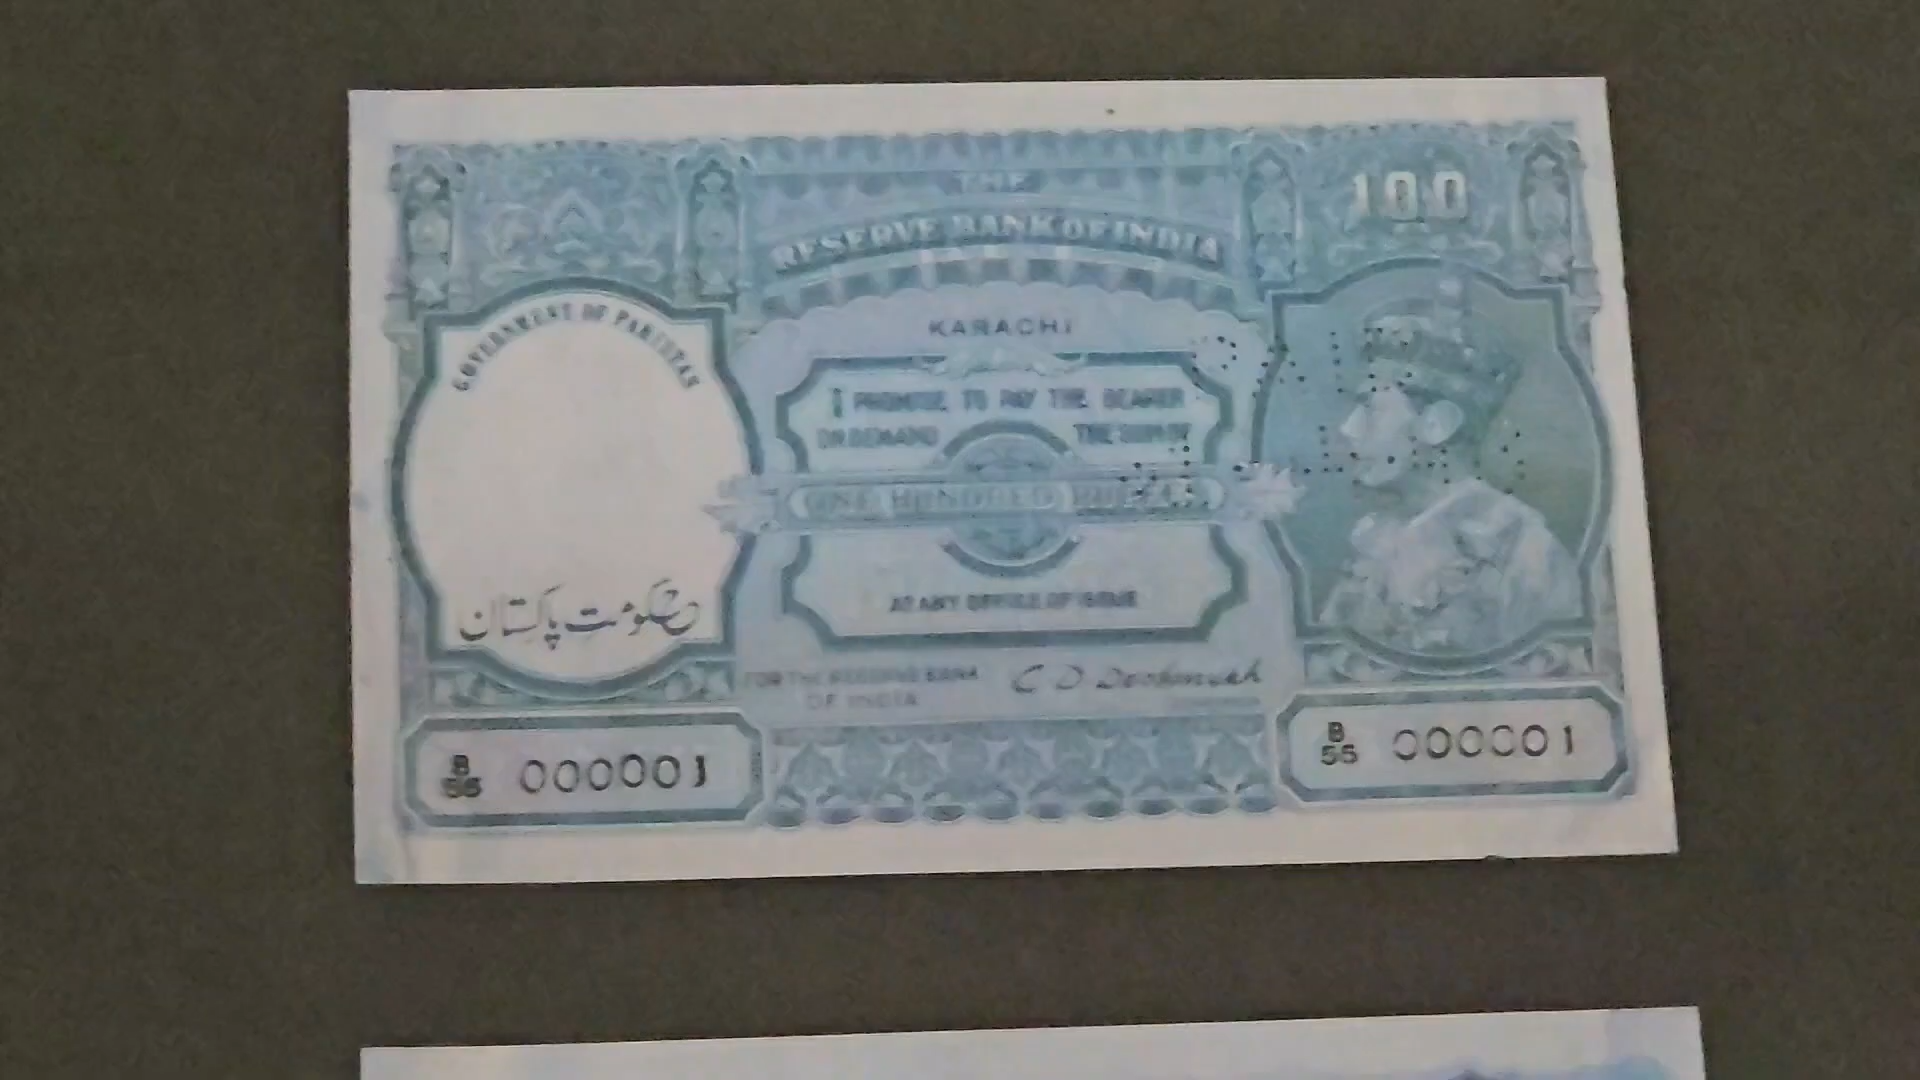 100
THE
RESERVE BANK OF INDIA
GOVERNMENT OF PAKISTAN
KARACHI
I PROMISE TO PAY THE BEARER
ON DEMAND THE SUM OF
ONE HUNDRED RUPEES
AT ANY OFFICE OF ISSUE
حکومت پاکستان
FOR THE RESERVE BANK
OF INDIA
C D Deshmukh
B
55 000001
B
55 000001